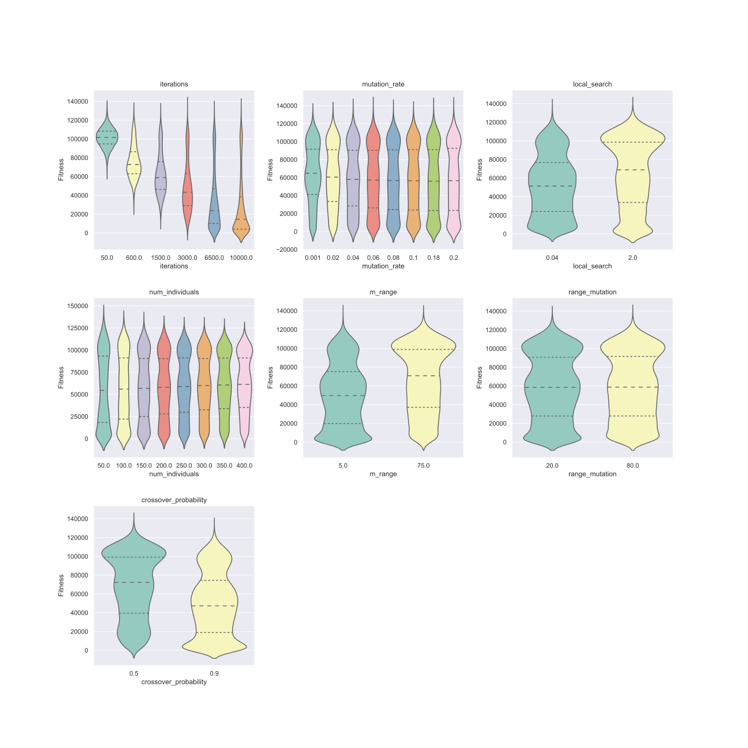 iterations
Fitness
140000
120000
100000
80000
60000
40000
20000
0
50.0 600.0 1500.0 3000.0 6500.0 10000.0
iterations
mutation_rate
Fitness
140000
120000
100000
80000
60000
40000
20000
0
−20000
0.001 0.02 0.04 0.06 0.08 0.1 0.18 0.2
mutation_rate
local_search
Fitness
140000
120000
100000
80000
60000
40000
20000
0
0.04 2.0
local_search
num_individuals
Fitness
150000
125000
100000
75000
50000
25000
0
50.0 100.0 150.0 200.0 250.0 300.0 350.0 400.0
num_individuals
m_range
Fitness
140000
120000
100000
80000
60000
40000
20000
0
5.0 75.0
m_range
range_mutation
Fitness
140000
120000
100000
80000
60000
40000
20000
0
20.0 80.0
range_mutation
crossover_probability
Fitness
140000
120000
100000
80000
60000
40000
20000
0
0.5 0.9
crossover_probability